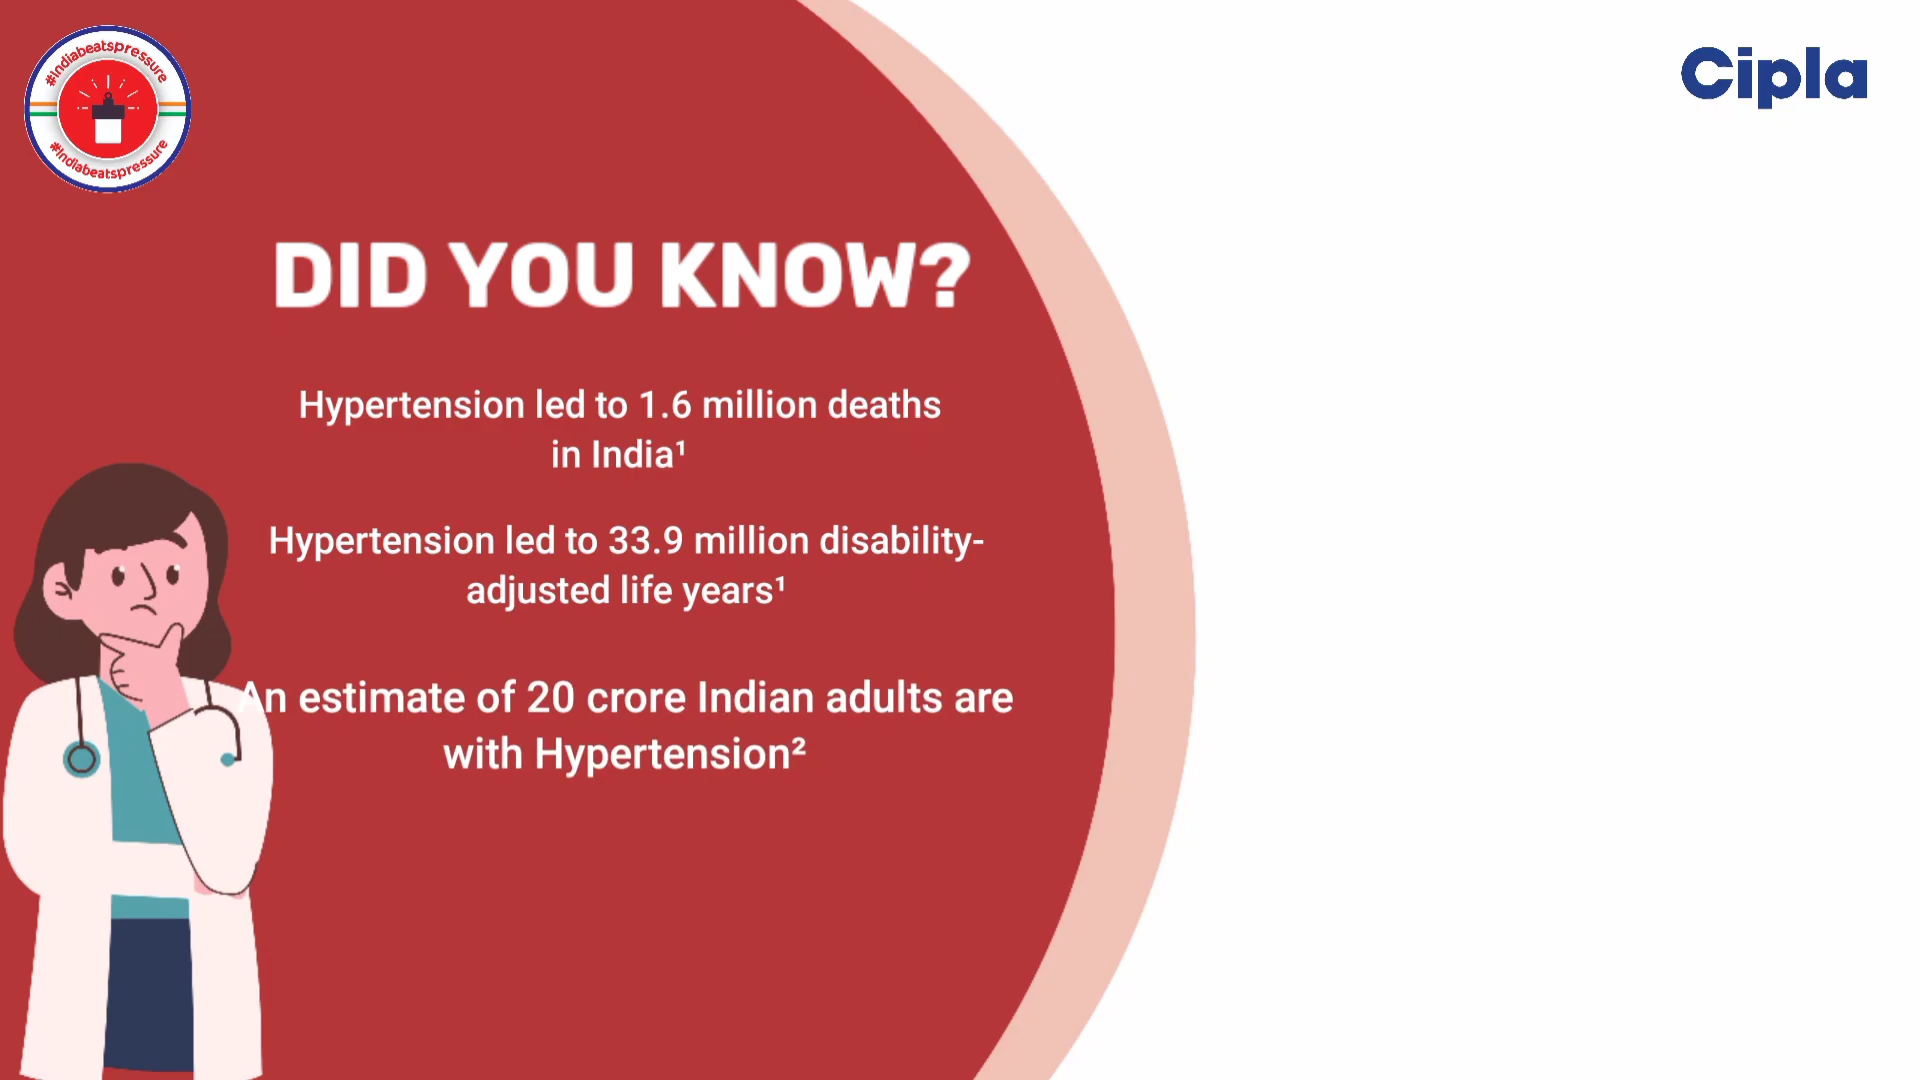 #Indiabeatspressure
#Indiabeatspressure
Cipla
DID YOU KNOW?
Hypertension led to 1.6 million deaths
in India¹
Hypertension led to 33.9 million disability-
adjusted life years¹
An estimate of 20 crore Indian adults are
with Hypertension²